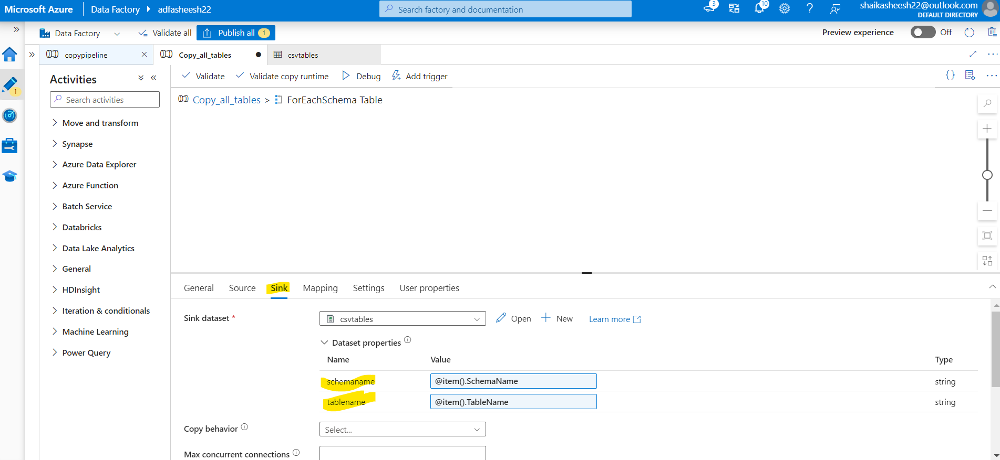 Microsoft Azure Data Factory adfasheesh22 Search factory and documentation 3 10 shaikasheesh22@outlook.com
DEFAULT DIRECTORY
Data Factory Validate all Publish all 1 Preview experience Off
copypipeline Copy_all_tables csvtables
Activities Validate Validate copy runtime Debug Add trigger
1
Search activities Copy_all_tables > ForEachSchema Table
Move and transform
Synapse
Azure Data Explorer
Azure Function
Batch Service
Databricks
Data Lake Analytics
General
HDInsight
Iteration & conditionals
Machine Learning
Power Query
General Source Sink Mapping Settings User properties
Sink dataset * csvtables Open New Learn more
Dataset properties
Name Value Type
schemaname @item().SchemaName string
tablename @item().TableName string
Copy behavior Select...
Max concurrent connections